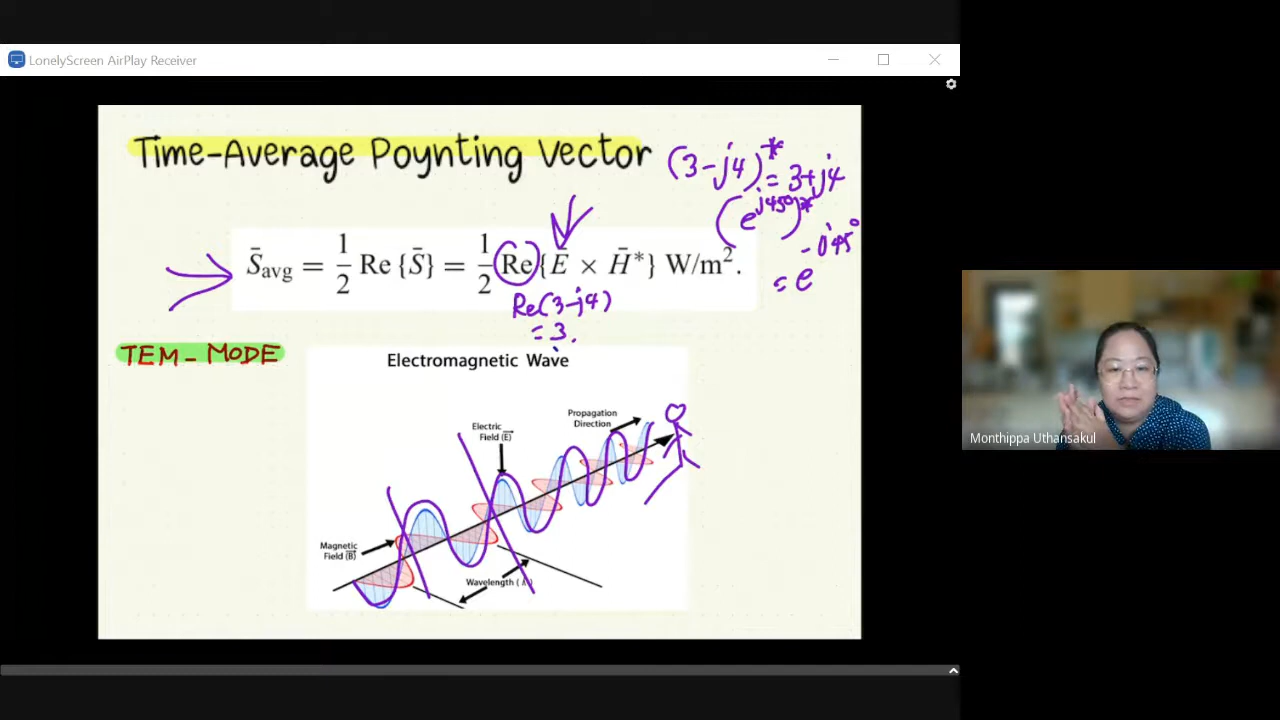 LonelyScreen AirPlay Receiver
Time-Average Poynting Vector
(3-j4)* = 3+j4
(e^j45°)*
= e^-j45°
S̄avg = 1/2 Re {S̄} = 1/2 Re{Ē × H̄*} W/m².
Re(3-j4)
= 3.
TEM - MODE
Electromagnetic Wave
Propagation
Direction
Electric
Field (E)
Magnetic
Field (B)
Wavelength (λ)
Monthippa Uthansakul